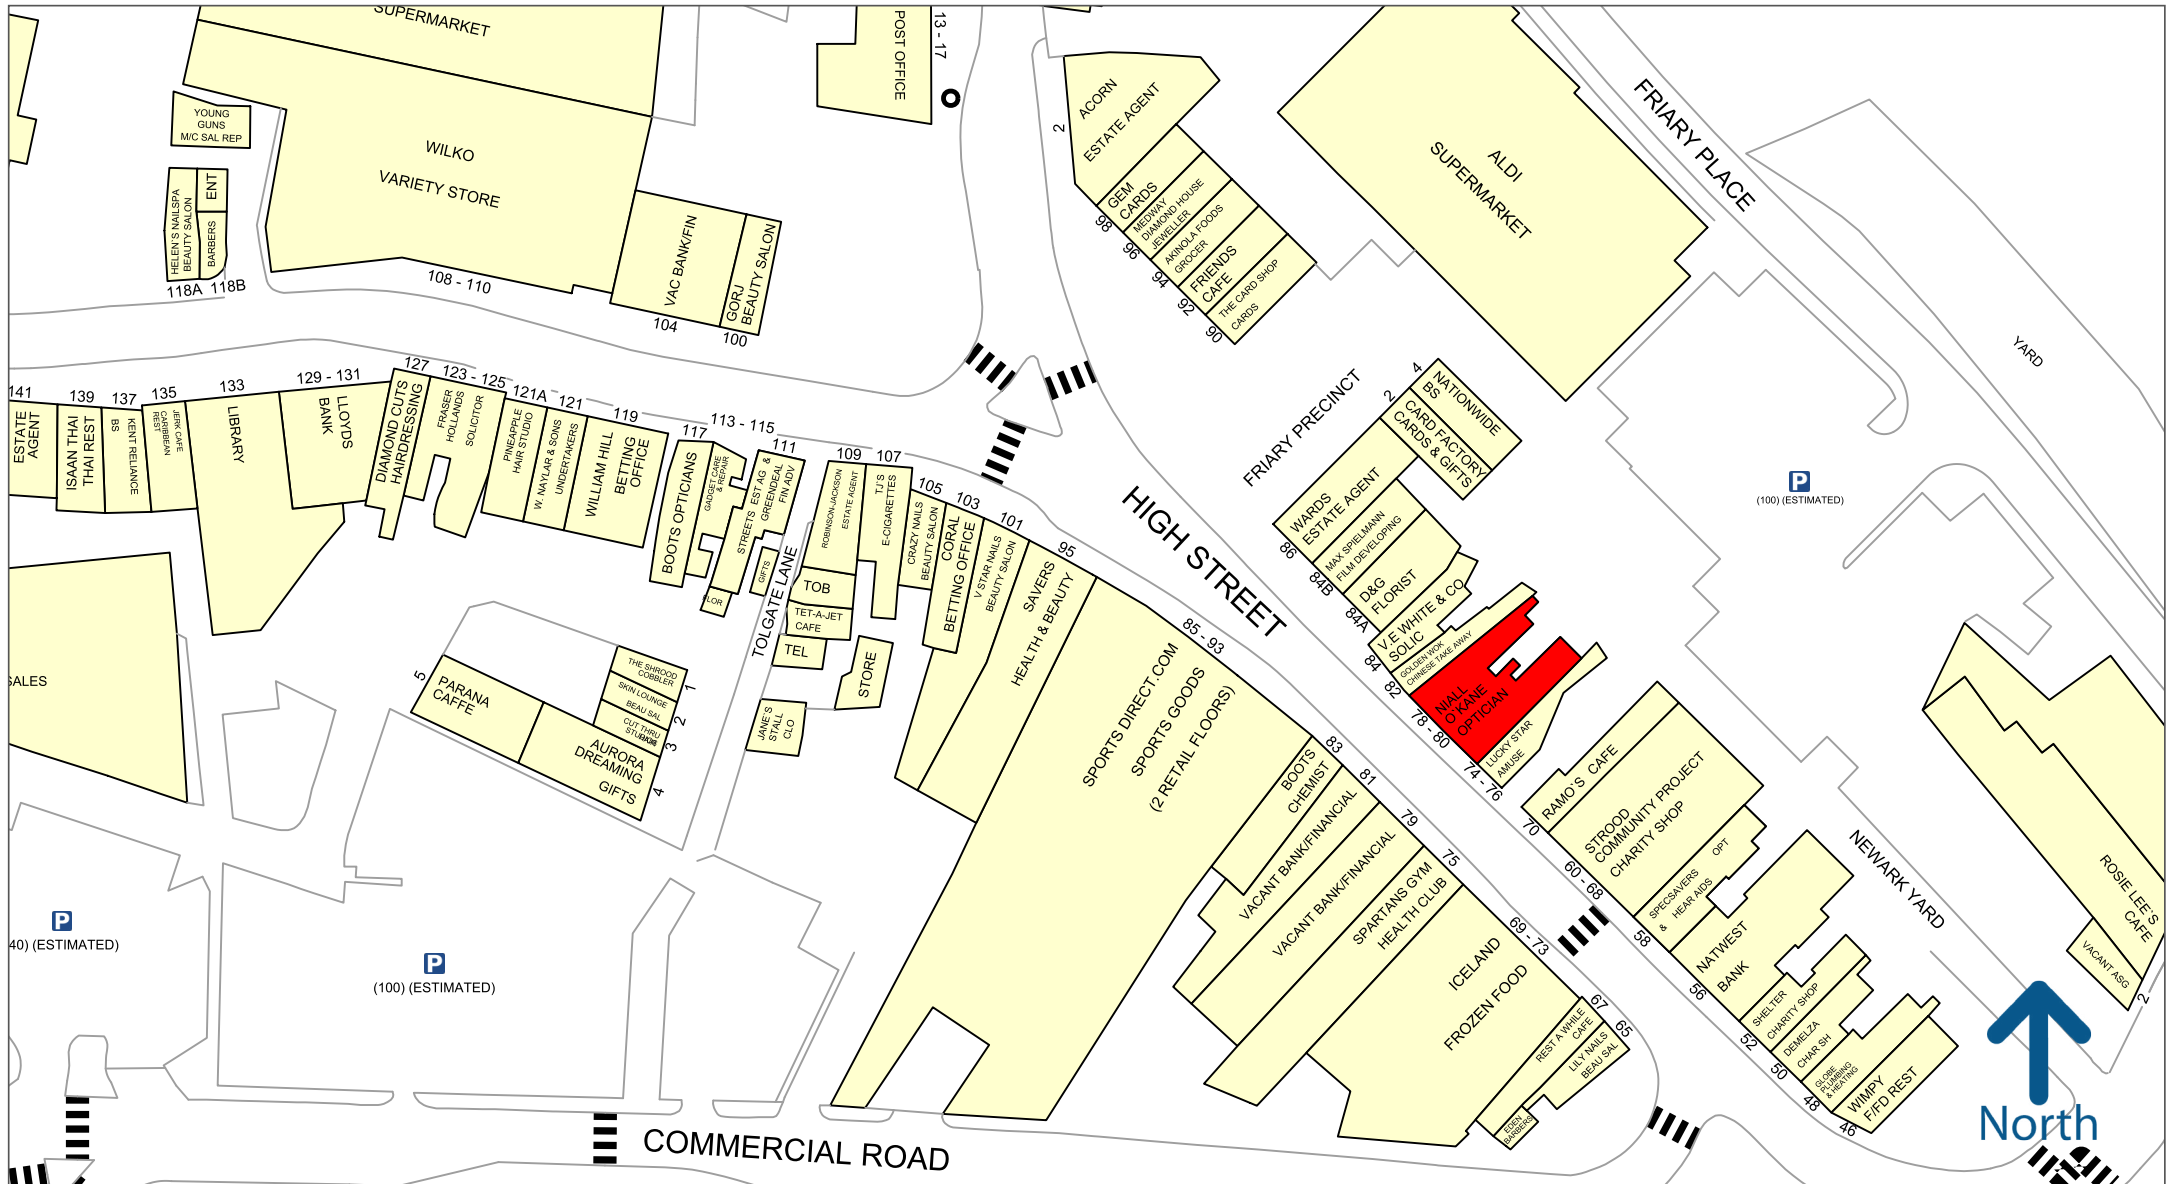 SUPERMARKET
POST OFFICE
13 - 17
YOUNG
GUNS
M/C SAL REP
WILKO
VARIETY STORE
108 - 110
HELEN'S NAILSPA
BEAUTY SALON
ENT
BARBERS
118A
118B
VAC BANK/FIN
104
GORJ
BEAUTY SALON
100
2
ACORN
ESTATE AGENT
GEM
CARDS
98
MEDWAY
DIAMOND HOUSE
JEWELLER
96
AKINOLA FOODS
GROCER
94
FRIENDS
CAFE
92
THE CARD SHOP
CARDS
90
ALDI
SUPERMARKET
FRIARY PLACE
YARD
141
ESTATE
AGENT
139
ISAAN THAI
THAI REST
137
KENT RELIANCE
BS
135
JERK CAFE
CARIBBEAN
REST
133
LIBRARY
129 - 131
LLOYDS
BANK
127
DIAMOND CUTS
HAIRDRESSING
123 - 125
FRASER
HOLLANDS
SOLICITOR
121A
PINEAPPLE
HAIR STUDIO
121
W. NAYLAR & SONS
UNDERTAKERS
119
WILLIAM HILL
BETTING
OFFICE
117
BOOTS OPTICIANS
113 - 115
GADGET CARE
& REPAIR
111
STREETS EST AG &
GREENDEAL
FIN ADV
GIFTS
TOLGATE LANE
109
ROBINSON-JACKSON
ESTATE AGENT
107
TJ'S
E-CIGARETTES
TOB
TET-A-JET
CAFE
TEL
STORE
JANE'S
STALL
CLO
105
CRAZY NAILS
BEAUTY SALON
103
CORAL
BETTING OFFICE
101
V STAR NAILS
BEAUTY SALON
95
SAVERS
HEALTH & BEAUTY
85 - 93
SPORTS DIRECT.COM
SPORTS GOODS
(2 RETAIL FLOORS)
HIGH STREET
FRIARY PRECINCT
4
NATIONWIDE
BS
2
CARD FACTORY
CARDS & GIFTS
WARDS
ESTATE AGENT
86
MAX SPIELMANN
FILM DEVELOPING
84B
D&G
FLORIST
84A
V.E WHITE & CO
SOLIC
84
GOLDEN WOK
CHINESE TAKE AWAY
82
NIALL
O'KANE
OPTICIAN
78 - 80
LUCKY STAR
AMUSE
74 - 76
P
(100) (ESTIMATED)
RAMO'S CAFE
70
STROOD
COMMUNITY PROJECT
CHARITY SHOP
60 - 68
SPECSAVERS OPT
& HEAR AIDS
58
NATWEST
BANK
56
SHELTER
CHARITY SHOP
52
DEMELZA
CHAR SH
50
GLOBE
PLUMBING
& HEATING
48
WIMPY
F/FD REST
46
NEWARK YARD
ROSIE LEE'S
CAFE
VACANT ASG
2
North
83
BOOTS
CHEMIST
81
VACANT BANK/FINANCIAL
79
VACANT BANK/FINANCIAL
75
SPARTANS GYM
HEALTH CLUB
69 - 73
ICELAND
FROZEN FOOD
67
REST A WHILE
CAFE
65
LILY NAILS
BEAU SAL
EDEN
BARBERS
SALES
5
PARANA
CAFFE
THE SHROOD
COBBLER
1
SKIN LOUNGE
BEAU SAL
2
CUT THRU
3
AURORA
DREAMING
GIFTS
4
P
40) (ESTIMATED)
P
(100) (ESTIMATED)
COMMERCIAL ROAD